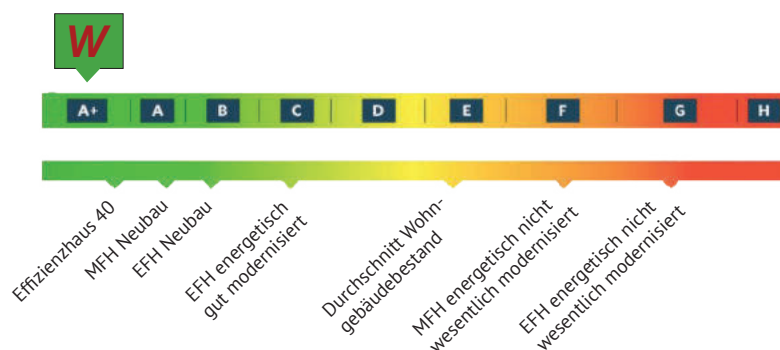 W
A+ A B C D E F G H
Effizienzhaus 40
MFH Neubau
EFH Neubau
EFH energetisch
gut modernisiert
Durchschnitt Wohn-
gebäudebestand
MFH energetisch nicht
wesentlich modernisiert
EFH energetisch nicht
wesentlich modernisiert